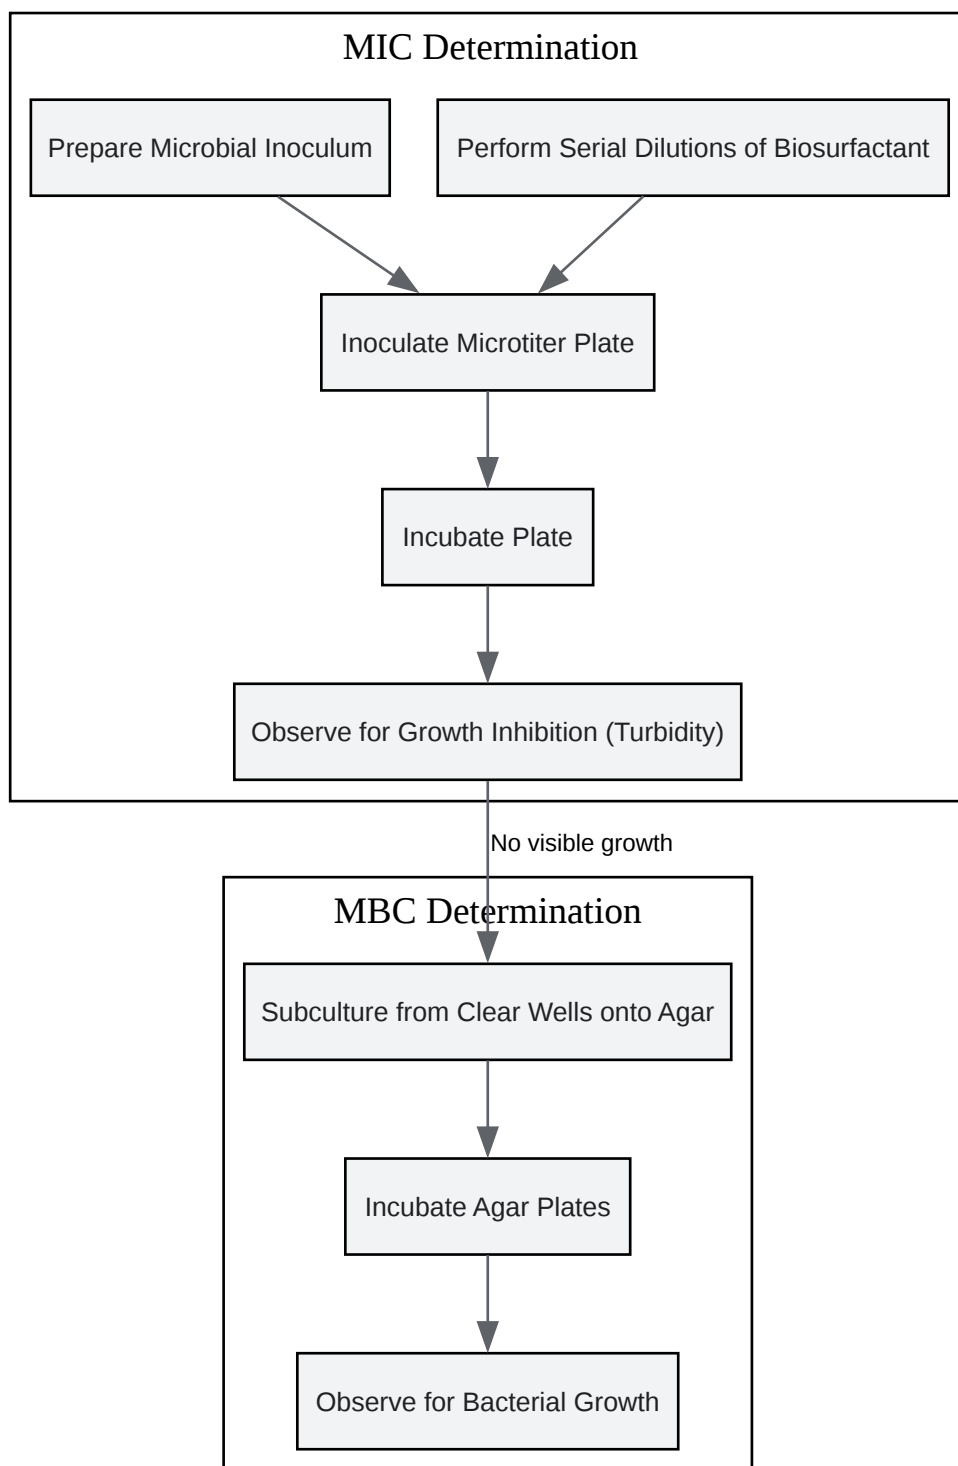 MIC Determination
Prepare Microbial Inoculum
Perform Serial Dilutions of Biosurfactant
Inoculate Microtiter Plate
Incubate Plate
Observe for Growth Inhibition (Turbidity)
No visible growth
MBC Determination
Subculture from Clear Wells onto Agar
Incubate Agar Plates
Observe for Bacterial Growth